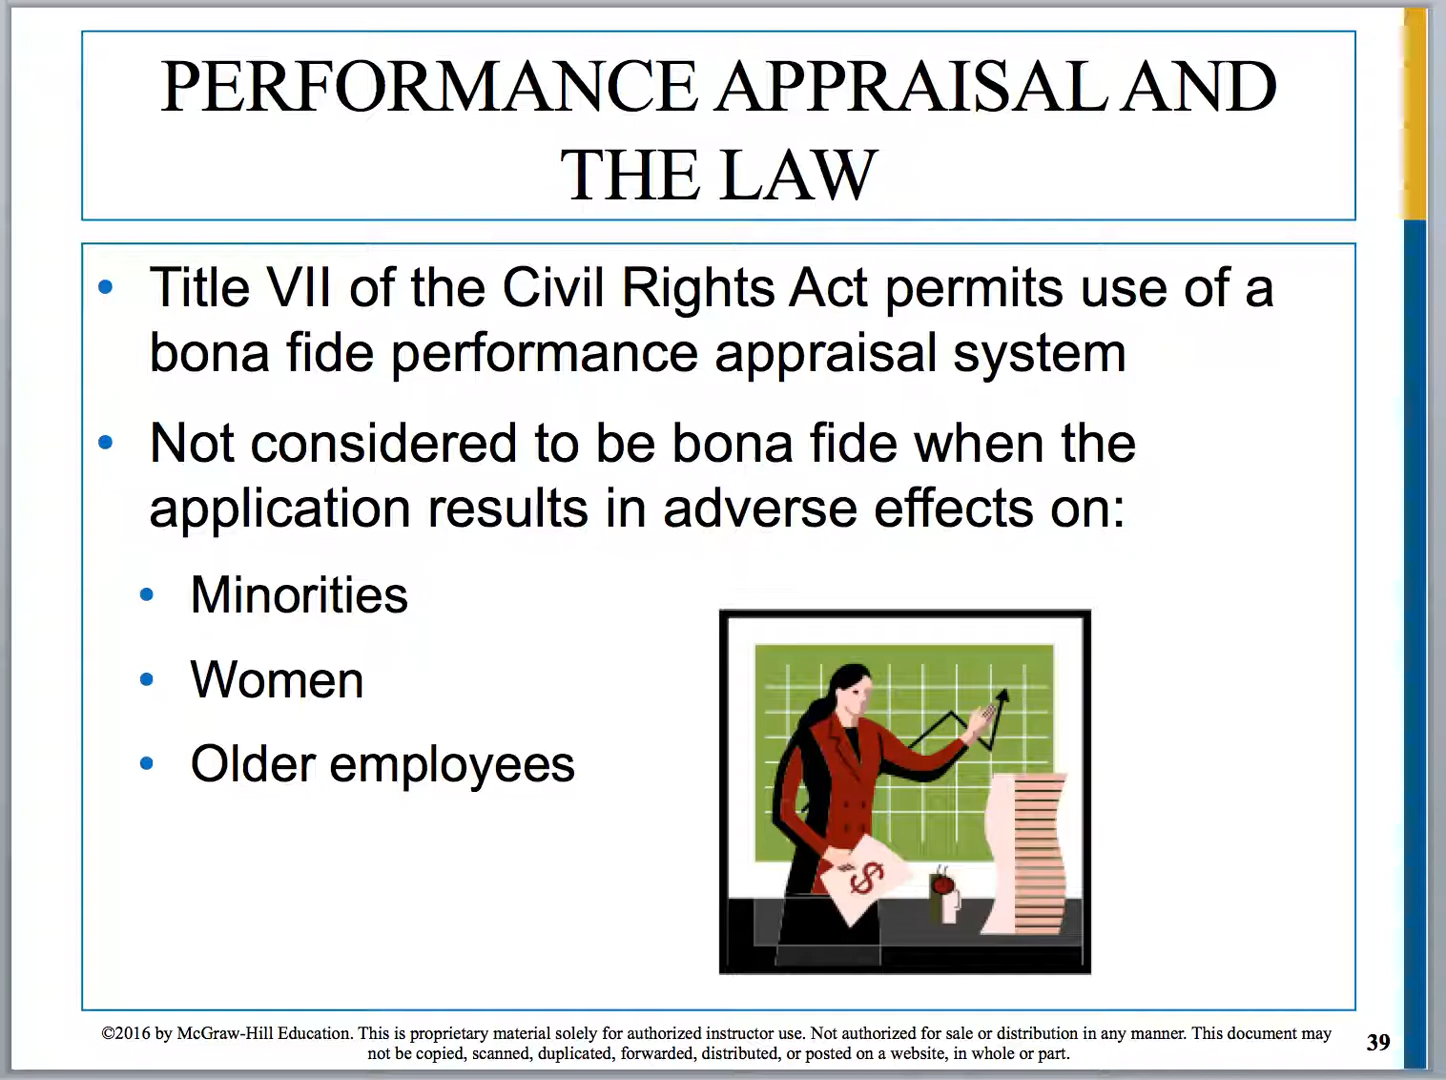 PERFORMANCE APPRAISAL AND
THE LAW
• Title VII of the Civil Rights Act permits use of a
bona fide performance appraisal system
• Not considered to be bona fide when the
application results in adverse effects on:
• Minorities
• Women
• Older employees
$
©2016 by McGraw-Hill Education. This is proprietary material solely for authorized instructor use. Not authorized for sale or distribution in any manner. This document may
not be copied, scanned, duplicated, forwarded, distributed, or posted on a website, in whole or part.
39